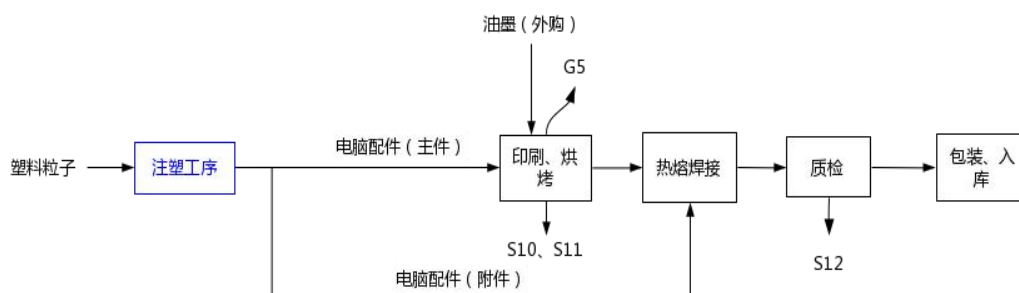 油墨（外购）
G5
电脑配件（主件）
塑料粒子
注塑工序
印刷、烘
烤
热熔焊接
质检
包装、入
库
S10、S11
S12
电脑配件（附件）